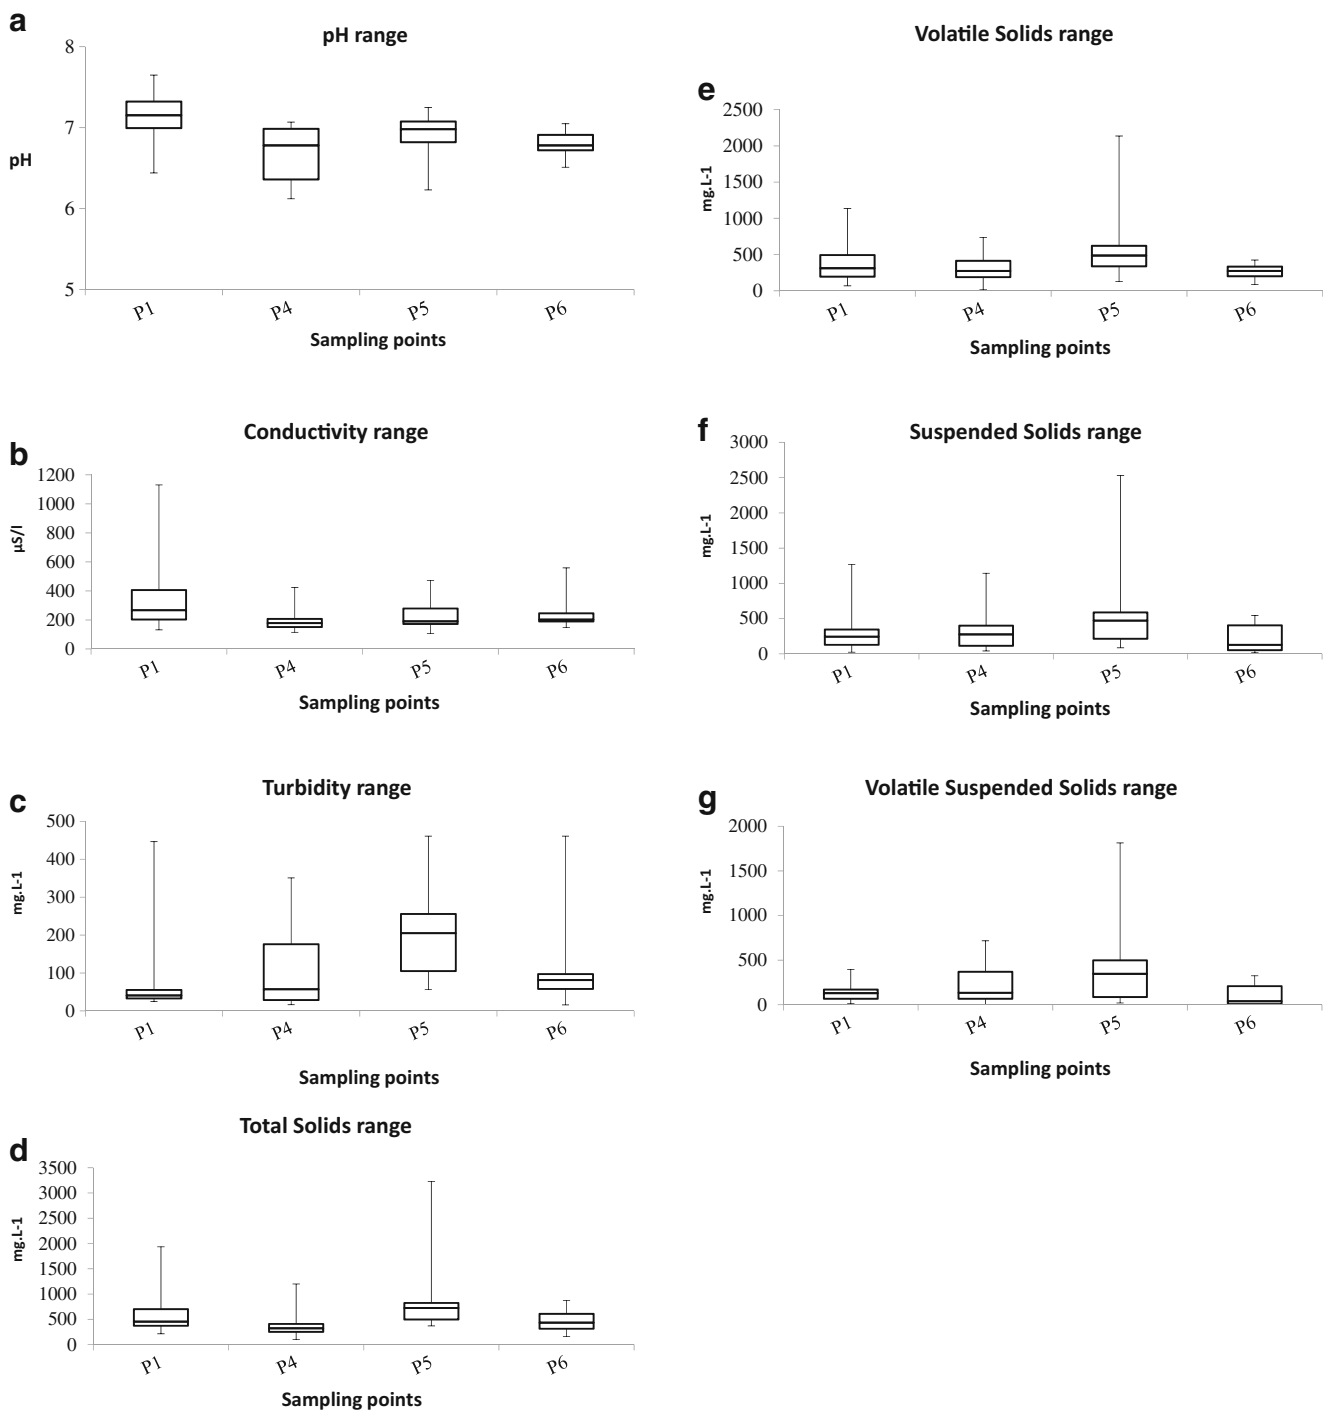 a
pH range
8
7
6
5
pH
P1 P4 P5 P6
Sampling points
b
Conductivity range
1200
1000
800
600
400
200
0
µS/l
P1 P4 P5 P6
Sampling points
c
Turbidity range
500
400
300
200
100
0
mg.L-1
P1 P4 P5 P6
Sampling points
d
Total Solids range
3500
3000
2500
2000
1500
1000
500
0
mg.L-1
P1 P4 P5 P6
Sampling points
e
Volatile Solids range
2500
2000
1500
1000
500
0
mg.L-1
P1 P4 P5 P6
Sampling points
f
Suspended Solids range
3000
2500
2000
1500
1000
500
0
mg.L-1
P1 P4 P5 P6
Sampling points
g
Volatile Suspended Solids range
2000
1500
1000
500
0
mg.L-1
P1 P4 P5 P6
Sampling points